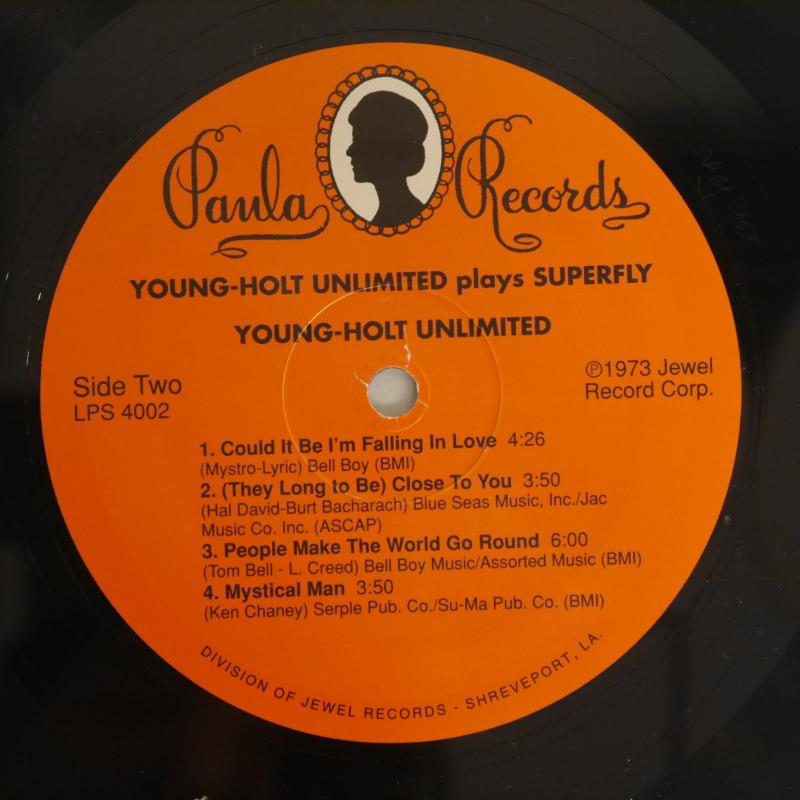 Paula Records
YOUNG-HOLT UNLIMITED plays SUPERFLY
YOUNG-HOLT UNLIMITED
Side Two
LPS 4002
℗1973 Jewel
Record Corp.
1. Could It Be I'm Falling In Love 4:26
(Mystro-Lyric) Bell Boy (BMI)
2. (They Long to Be) Close To You 3:50
(Hal David-Burt Bacharach) Blue Seas Music, Inc./Jac
Music Co. Inc. (ASCAP)
3. People Make The World Go Round 6:00
(Tom Bell - L. Creed) Bell Boy Music/Assorted Music (BMI)
4. Mystical Man 3:50
(Ken Chaney) Serple Pub. Co./Su-Ma Pub. Co. (BMI)
DIVISION OF JEWEL RECORDS - SHREVEPORT, LA.